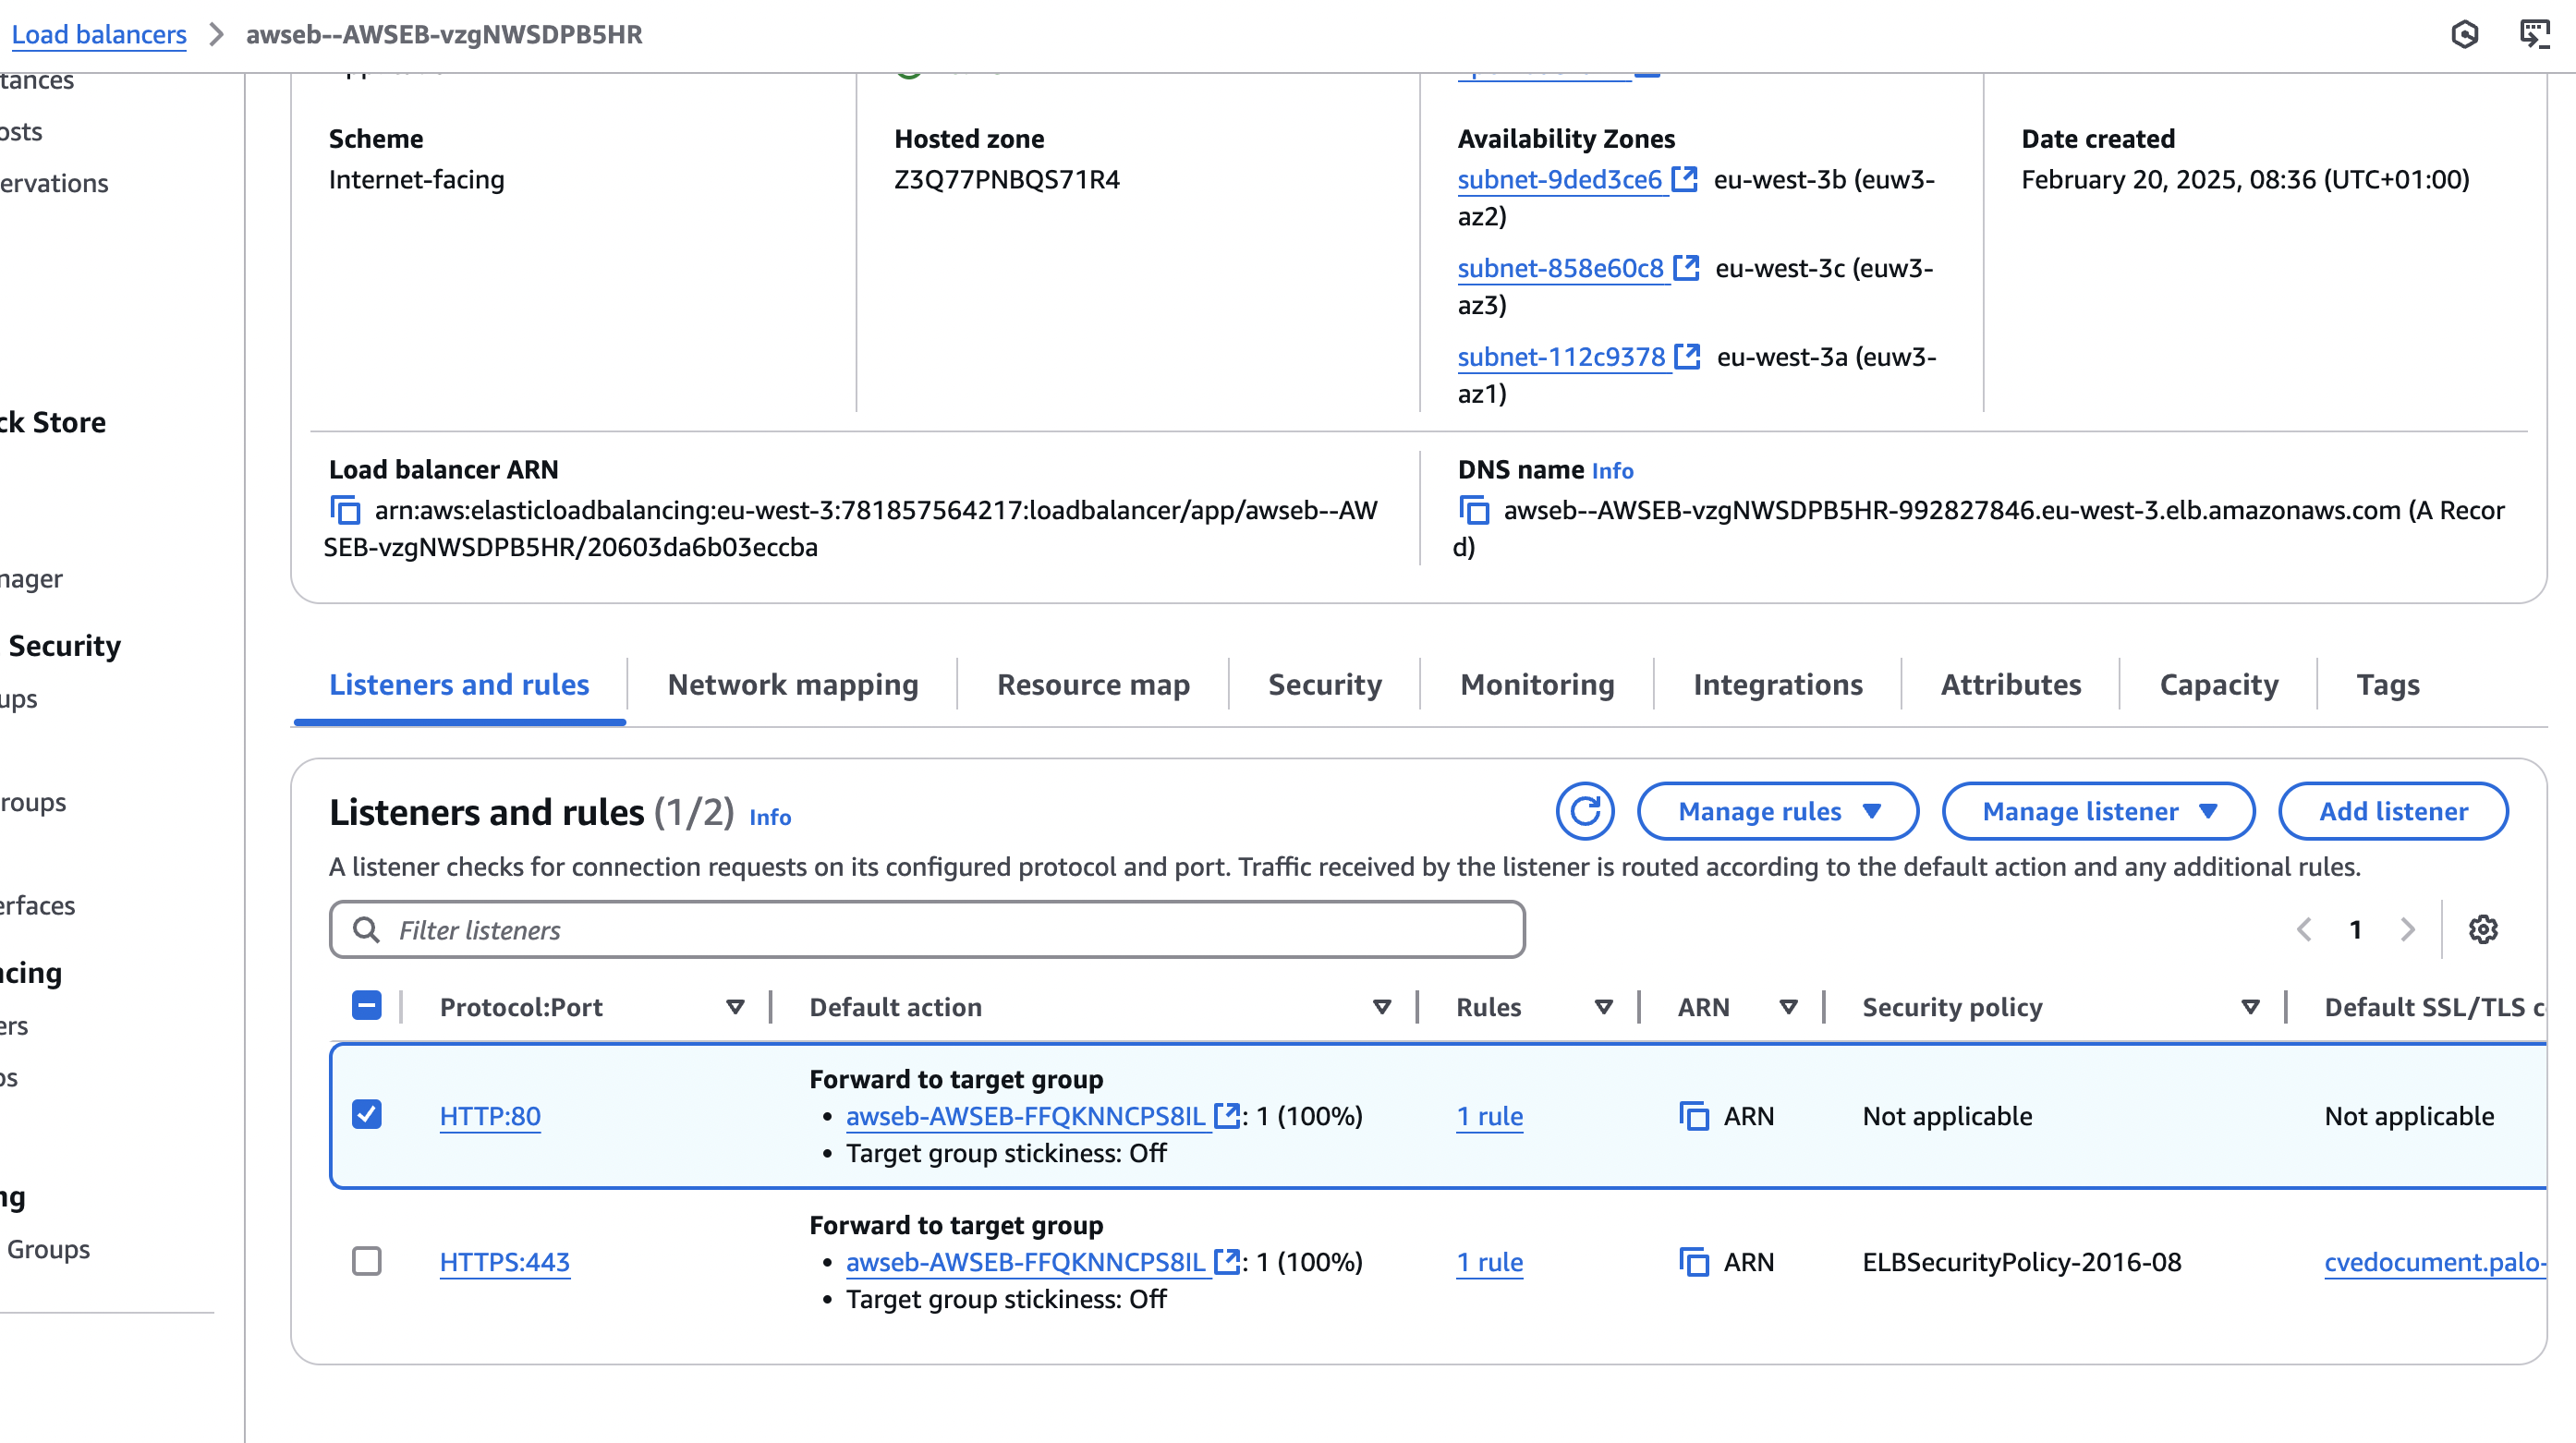 Load balancers > awseb--AWSEB-vzgNWSDPB5HR
tances
osts
ervations
ck Store
nager
Security
ups
roups
erfaces
ncing
ers
ps
ng
Groups
Scheme
Internet-facing
Hosted zone
Z3Q77PNBQS71R4
Availability Zones
subnet-9ded3ce6 eu-west-3b (euw3-
az2)
subnet-858e60c8 eu-west-3c (euw3-
az3)
subnet-112c9378 eu-west-3a (euw3-
az1)
Date created
February 20, 2025, 08:36 (UTC+01:00)
Load balancer ARN
arn:aws:elasticloadbalancing:eu-west-3:781857564217:loadbalancer/app/awseb--AW
SEB-vzgNWSDPB5HR/20603da6b03eccba
DNS name Info
awseb--AWSEB-vzgNWSDPB5HR-992827846.eu-west-3.elb.amazonaws.com (A Recor
d)
Listeners and rules Network mapping Resource map Security Monitoring Integrations Attributes Capacity Tags
Listeners and rules (1/2) Info
Manage rules Manage listener Add listener
A listener checks for connection requests on its configured protocol and port. Traffic received by the listener is routed according to the default action and any additional rules.
Filter listeners
1
Protocol:Port Default action Rules ARN Security policy Default SSL/TLS c
Forward to target group
HTTP:80 • awseb-AWSEB-FFQKNNCPS8IL : 1 (100%) 1 rule ARN Not applicable Not applicable
• Target group stickiness: Off
Forward to target group
HTTPS:443 • awseb-AWSEB-FFQKNNCPS8IL : 1 (100%) 1 rule ARN ELBSecurityPolicy-2016-08 cvedocument.palo-
• Target group stickiness: Off